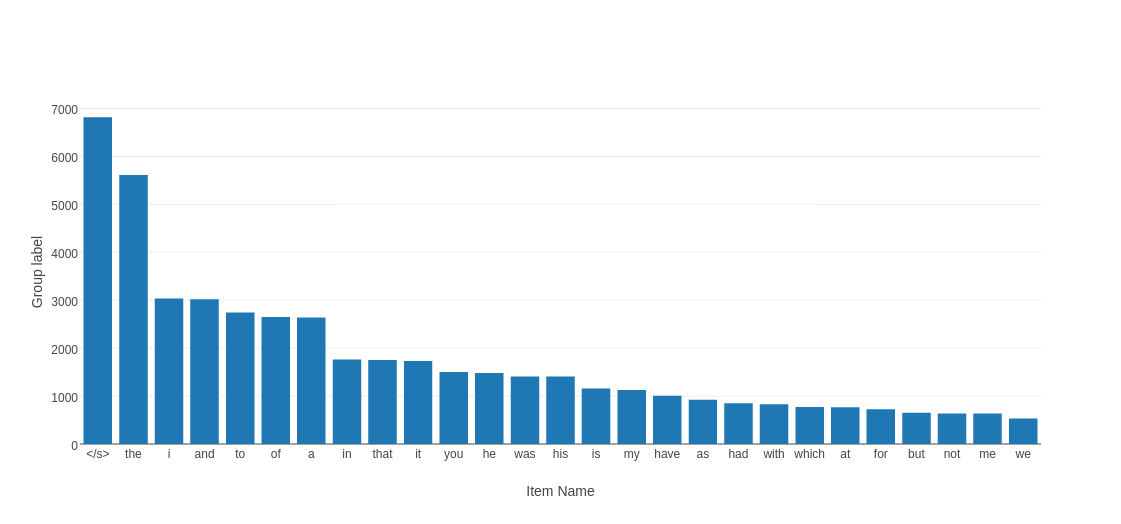 7000
6000
5000
4000
3000
2000
1000
0
Group label
</s> the i and to of a in that it you he was his is my have as had with which at for but not me we
Item Name